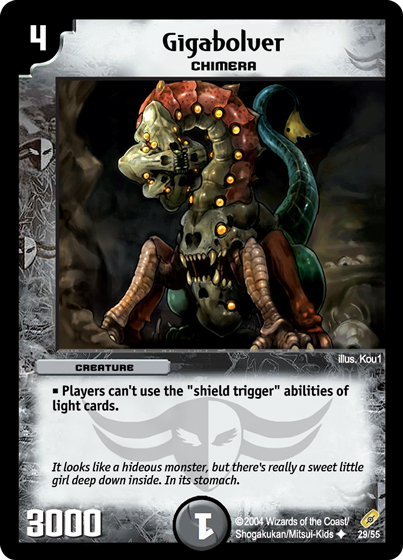 4
Gigabolver
CHIMERA
illus. Kou1
CREATURE
▪ Players can't use the "shield trigger" abilities of
light cards.
It looks like a hideous monster, but there's really a sweet little
girl deep down inside. In its stomach.
3000
1
©2004 Wizards of the Coast/
Shogakukan/Mitsui-Kids ✦ 29/55